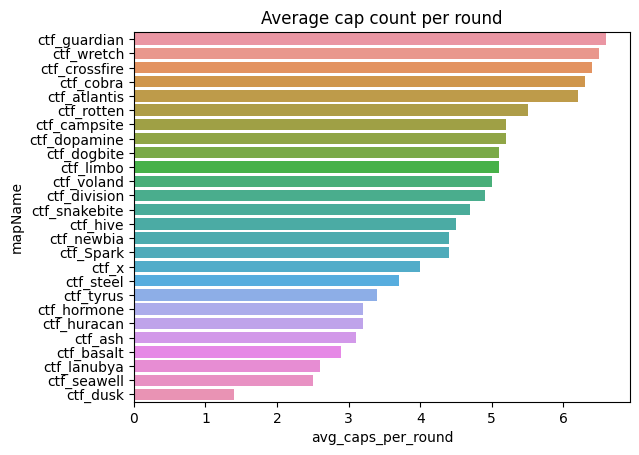 Average cap count per round
ctf_guardian
ctf_wretch
ctf_crossfire
ctf_cobra
ctf_atlantis
ctf_rotten
ctf_campsite
ctf_dopamine
ctf_dogbite
ctf_limbo
ctf_voland
ctf_division
ctf_snakebite
ctf_hive
ctf_newbia
ctf_Spark
ctf_x
ctf_steel
ctf_tyrus
ctf_hormone
ctf_huracan
ctf_ash
ctf_basalt
ctf_lanubya
ctf_seawell
ctf_dusk
mapName
0 1 2 3 4 5 6
avg_caps_per_round